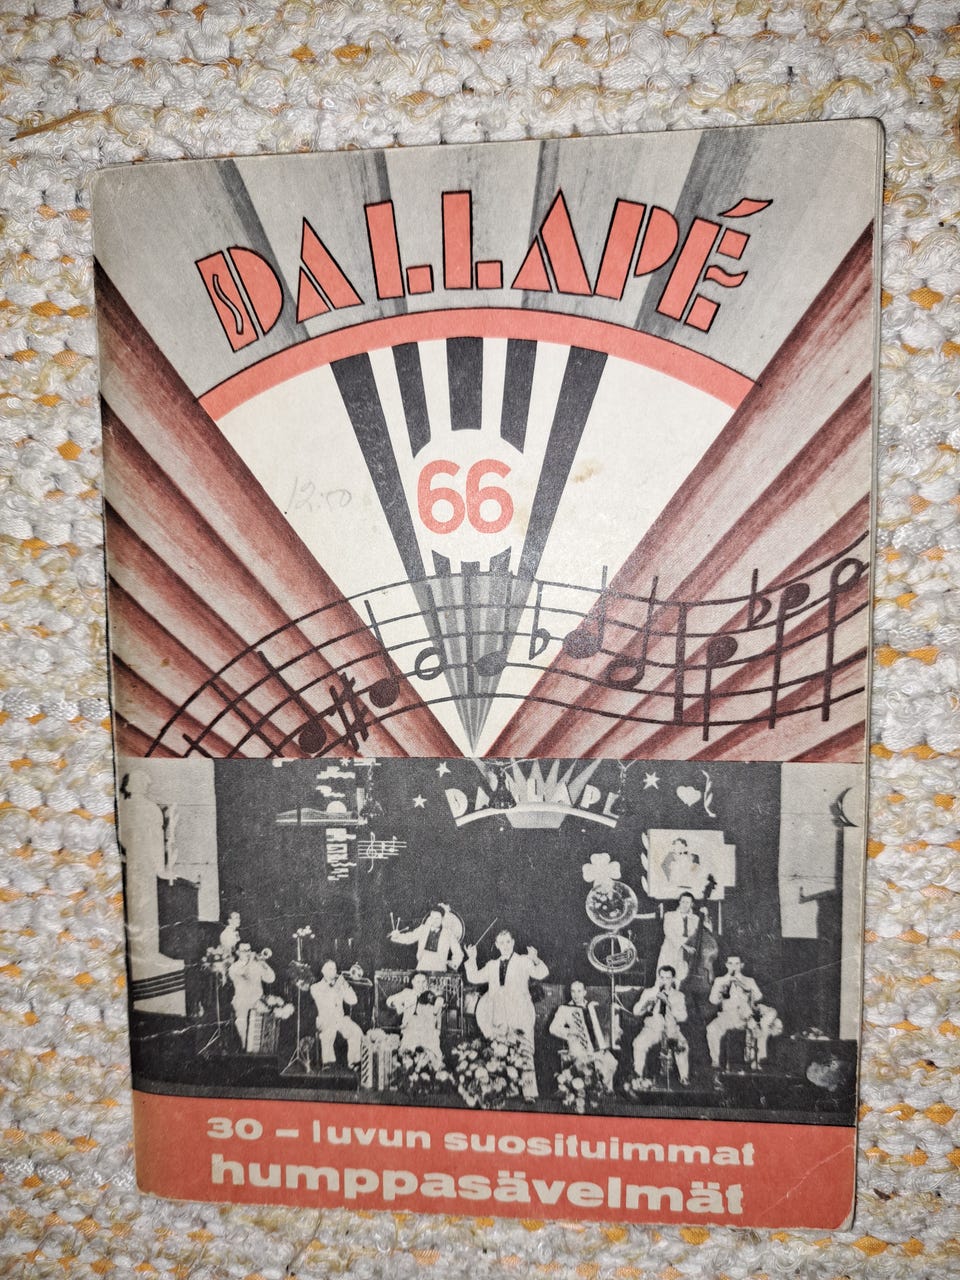 DALLAPÉ
66
12:50
DALLAPÉ
30 - luvun suosituimmat
humppasävelmät